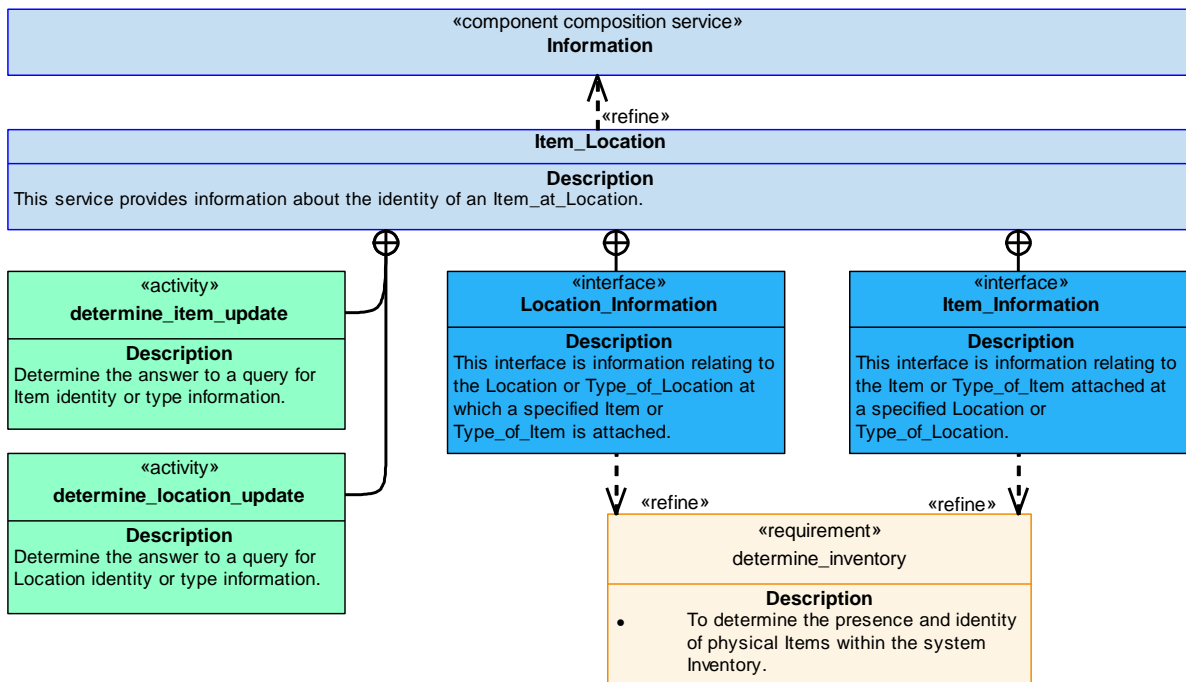 «component composition service»
Information
«refine»
Item_Location
Description
This service provides information about the identity of an Item_at_Location.
«activity»
determine_item_update
Description
Determine the answer to a query for
Item identity or type information.
«activity»
determine_location_update
Description
Determine the answer to a query for
Location identity or type information.
«interface»
Location_Information
Description
This interface is information relating to
the Location or Type_of_Location at
which a specified Item or
Type_of_Item is attached.
«interface»
Item_Information
Description
This interface is information relating to
the Item or Type_of_Item attached at
a specified Location or
Type_of_Location.
«refine»
«refine»
«requirement»
determine_inventory
Description
• To determine the presence and identity
of physical Items within the system
Inventory.